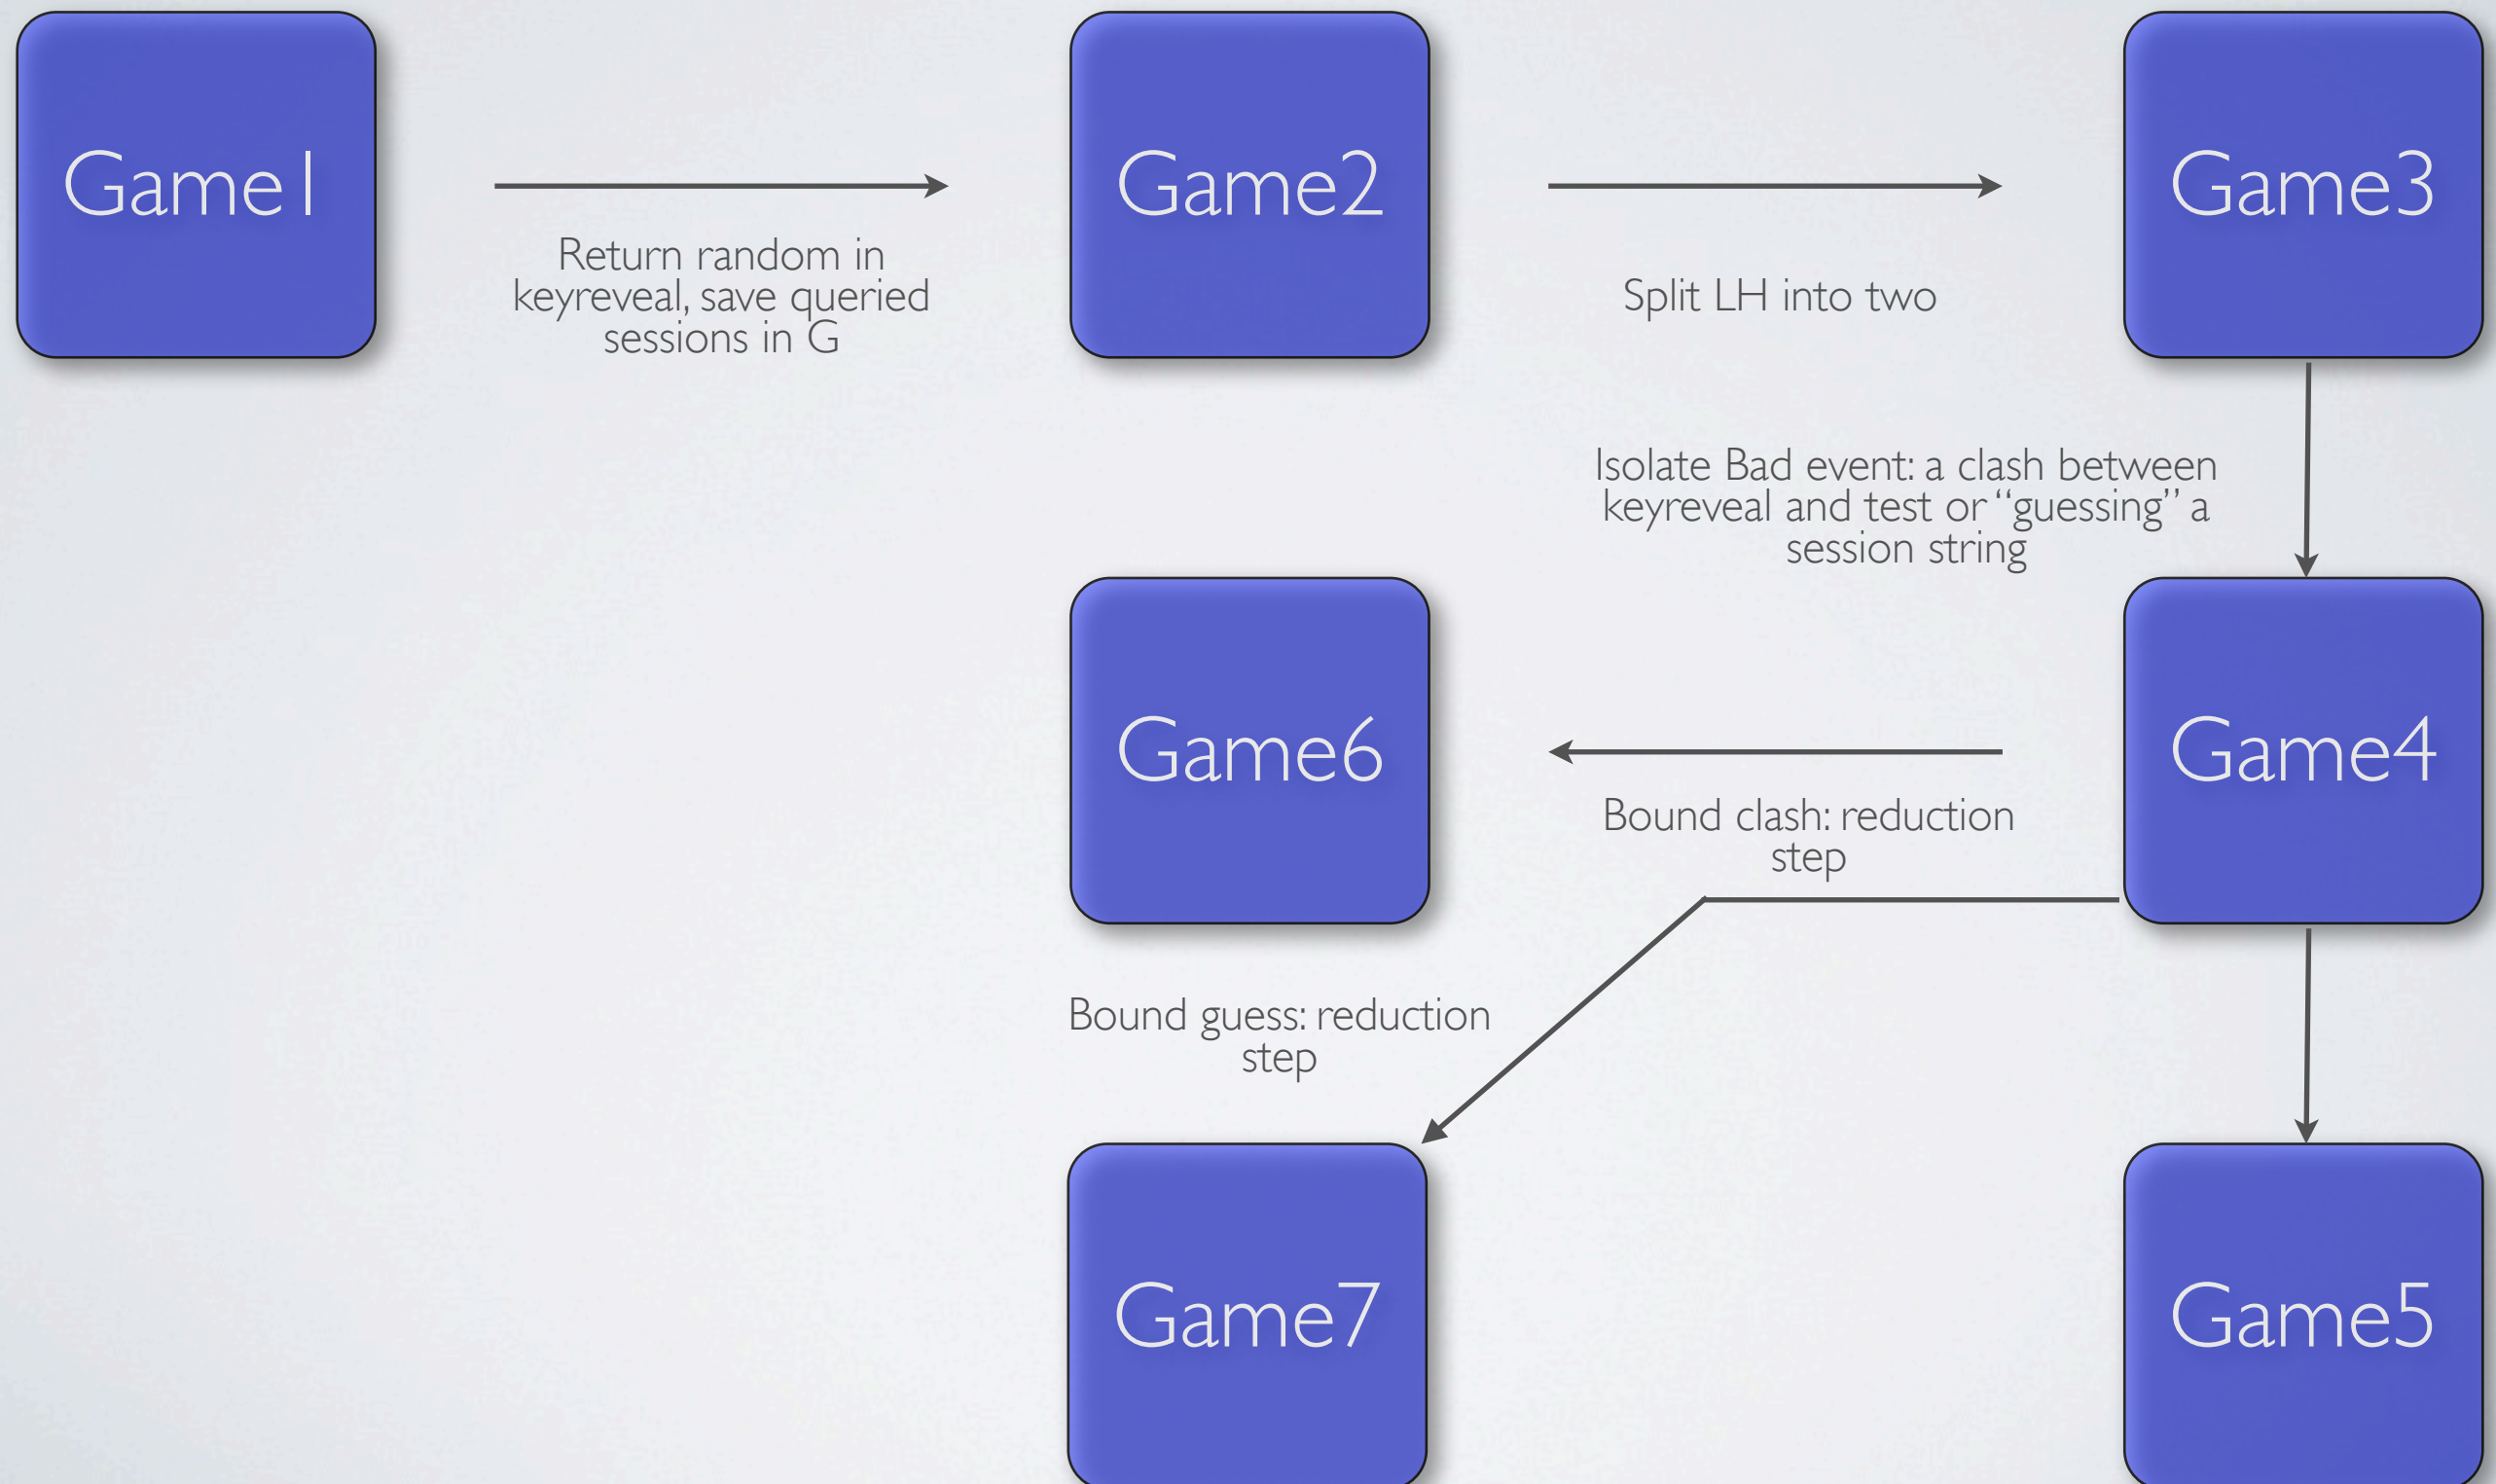 Game1
Game2
Game3
Return random in
keyreveal, save queried
sessions in G
Split LH into two
Isolate Bad event: a clash between
keyreveal and test or “guessing” a
session string
Game6
Game4
Bound clash: reduction
step
Bound guess: reduction
step
Game7
Game5